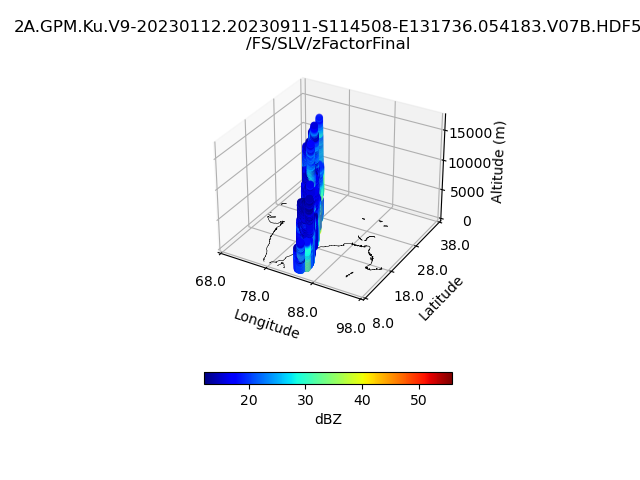 2A.GPM.Ku.V9-20230112.20230911-S114508-E131736.054183.V07B.HDF5
/FS/SLV/zFactorFinal
15000
10000
5000
0
Altitude (m)
38.0
28.0
18.0
8.0
Latitude
68.0
78.0
88.0
98.0
Longitude
20 30 40 50
dBZ